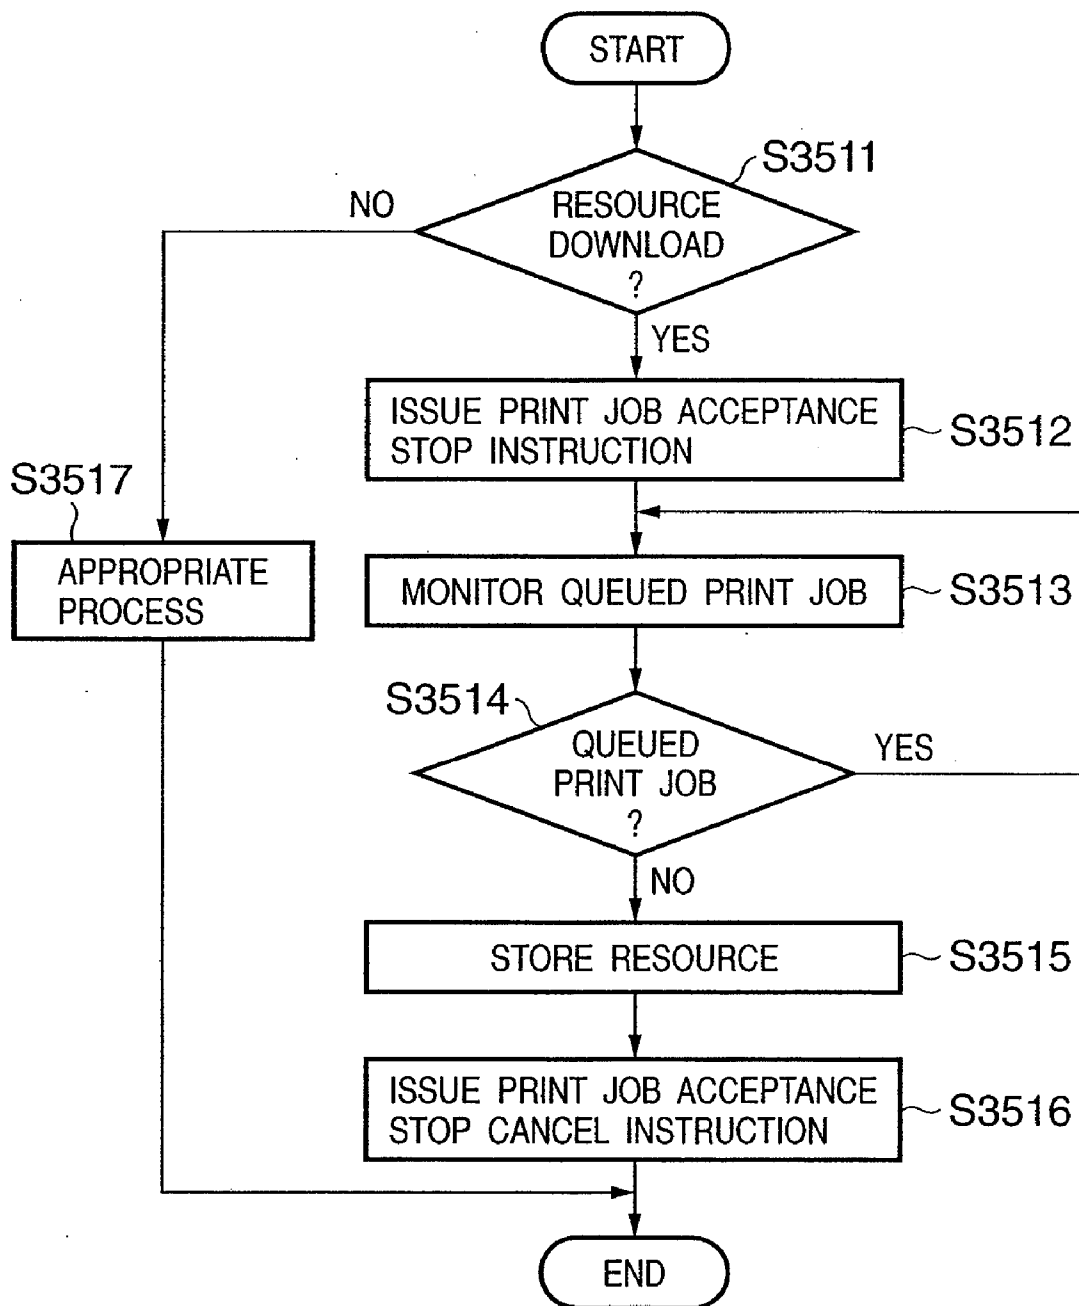 START
S3511
NO
RESOURCE
DOWNLOAD
?
YES
ISSUE PRINT JOB ACCEPTANCE
STOP INSTRUCTION
S3512
S3517
APPROPRIATE
PROCESS
MONITOR QUEUED PRINT JOB
S3513
S3514
QUEUED
PRINT JOB
?
YES
NO
STORE RESOURCE
S3515
ISSUE PRINT JOB ACCEPTANCE
STOP CANCEL INSTRUCTION
S3516
END